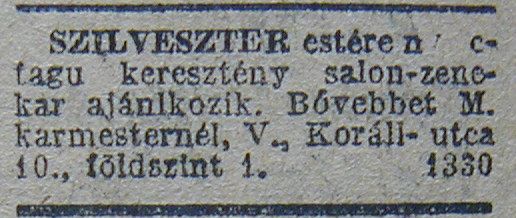 SZILVESZTER estére
tagu keresztény salon-zene-
kar ajánlkozik. Bővebbet M.
karmesternél, V., Koráll-utca
10., földszint 1. 1330